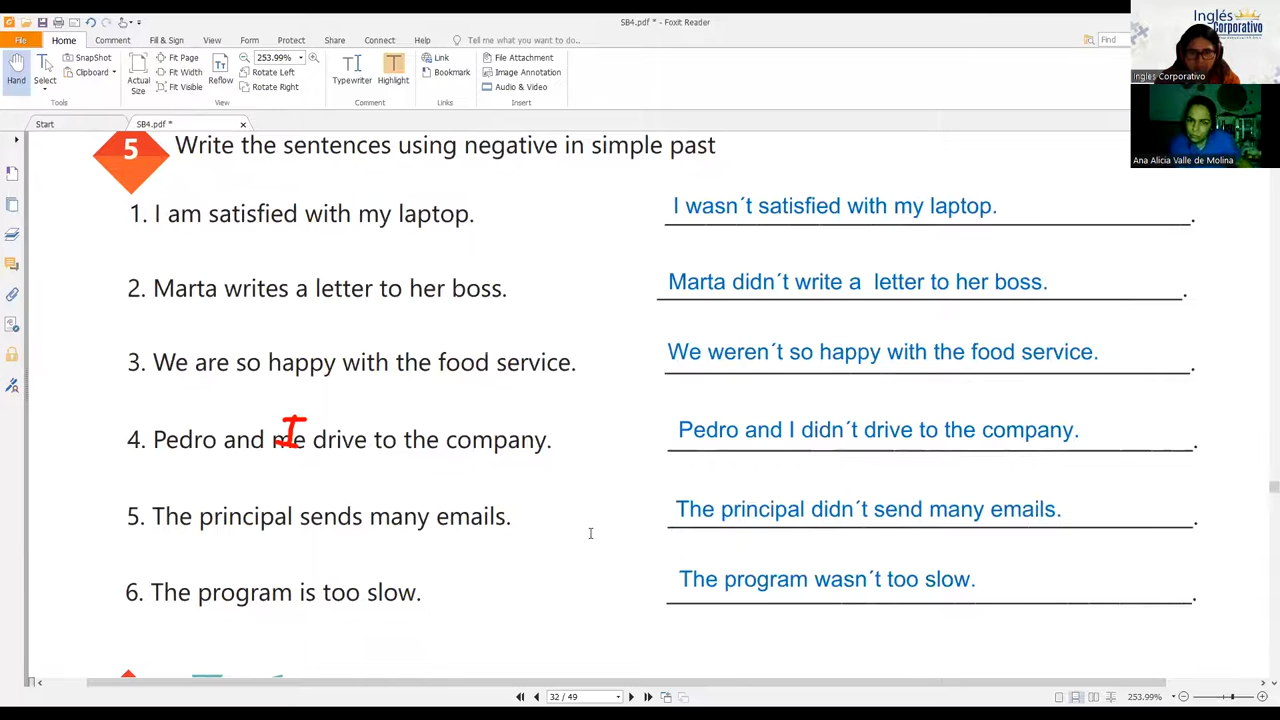 SB4.pdf * - Foxit Reader
File Home Comment Fill & Sign View Form Protect Share Connect Help Tell me what you want to do... Find
Hand Select SnapShot Clipboard Actual Size Fit Page Fit Width Fit Visible Reflow 253.99% Rotate Left Rotate Right Typewriter Highlight Link Bookmark File Attachment Image Annotation Audio & Video
Tools View Comment Links Insert
Start SB4.pdf *
Inglés Corporativo
Ingles Corporativo
Ana Alicia Valle de Molina
5 Write the sentences using negative in simple past
1. I am satisfied with my laptop. I wasn´t satisfied with my laptop.
2. Marta writes a letter to her boss. Marta didn´t write a letter to her boss.
3. We are so happy with the food service. We weren´t so happy with the food service.
4. Pedro and me I drive to the company. Pedro and I didn´t drive to the company.
5. The principal sends many emails. The principal didn´t send many emails.
6. The program is too slow. The program wasn´t too slow.
32 / 49 253.99%